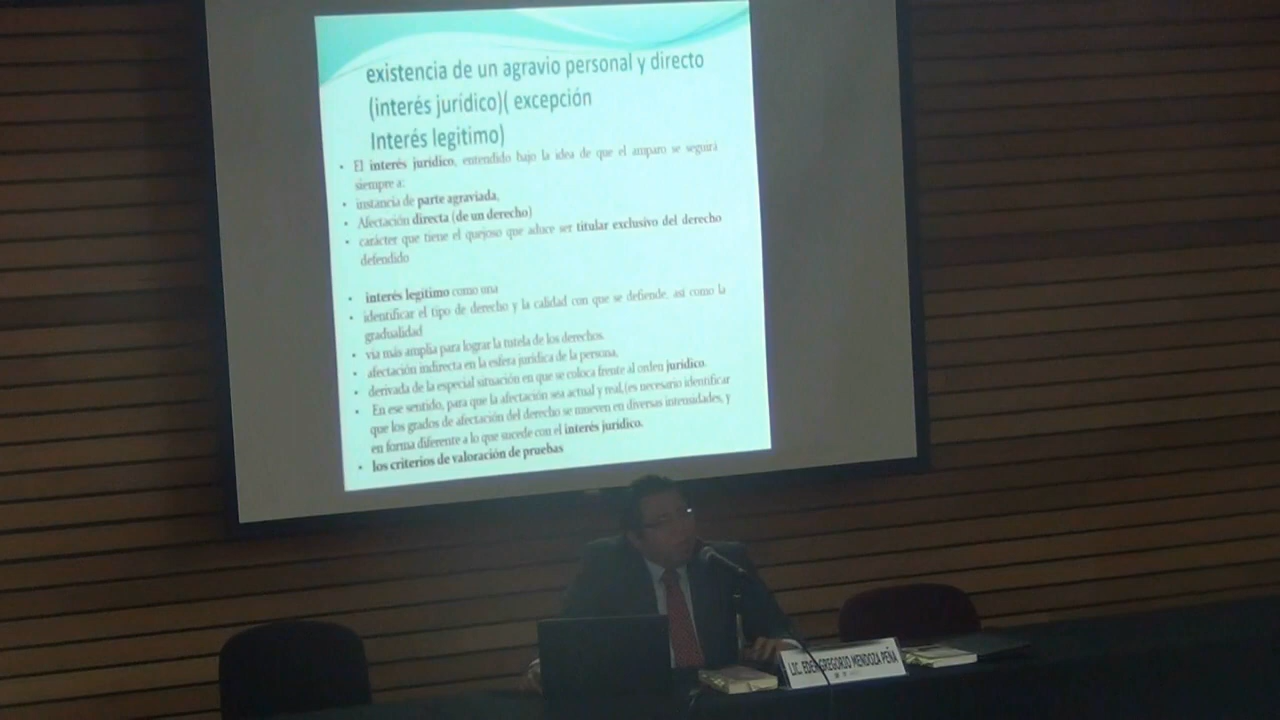 existencia de un agravio personal y directo
(interés jurídico)( excepción
Interés legitimo)
• El interés jurídico, entendido bajo la idea de que el amparo se seguirá
siempre a:
• instancia de parte agraviada,
• Afectación directa (de un derecho)
• carácter que tiene el quejoso que aduce ser titular exclusivo del derecho
defendido
• interés legítimo como una
• identificar el tipo de derecho y la calidad con que se defiende, así como la
gradualidad
• vía más amplia para lograr la tutela de los derechos.
• afectación indirecta en la esfera jurídica de la persona,
• derivada de la especial situación en que se coloca frente al orden jurídico.
• En ese sentido, para que la afectación sea actual y real,(es necesario identificar
que los grados de afectación del derecho se mueven en diversas intensidades, y
en forma diferente a lo que sucede con el interés jurídico.
• los criterios de valoración de pruebas
LIC. EDER GREGORIO MENDOZA PEÑA